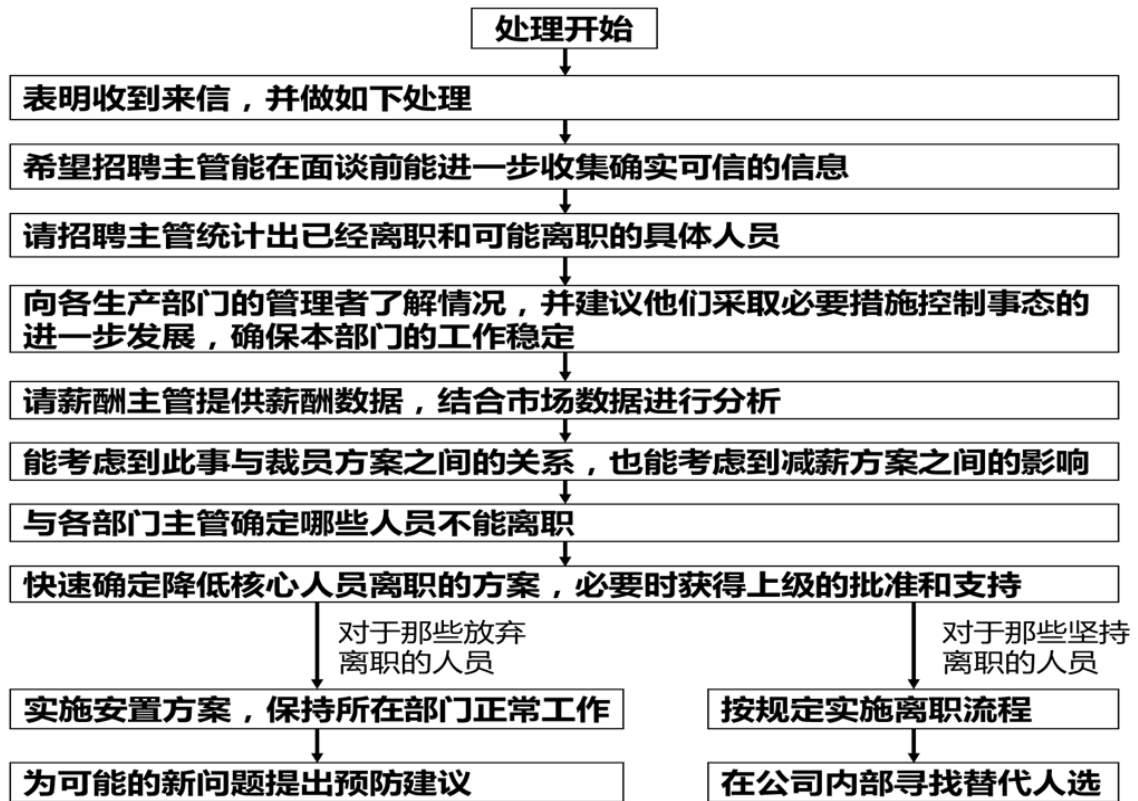 处理开始
表明收到来信，并做如下处理
希望招聘主管能在面谈前能进一步收集确实可信的信息
请招聘主管统计出已经离职和可能离职的具体人员
向各生产部门的管理者了解情况，并建议他们采取必要措施控制事态的
进一步发展，确保本部门的工作稳定
请薪酬主管提供薪酬数据，结合市场数据进行分析
能考虑到此事与裁员方案之间的关系，也能考虑到减薪方案之间的影响
与各部门主管确定哪些人员不能离职
快速确定降低核心人员离职的方案，必要时获得上级的批准和支持
对于那些放弃
离职的人员
对于那些坚持
离职的人员
实施安置方案，保持所在部门正常工作
按规定实施离职流程
为可能的新问题提出预防建议
在公司内部寻找替代人选